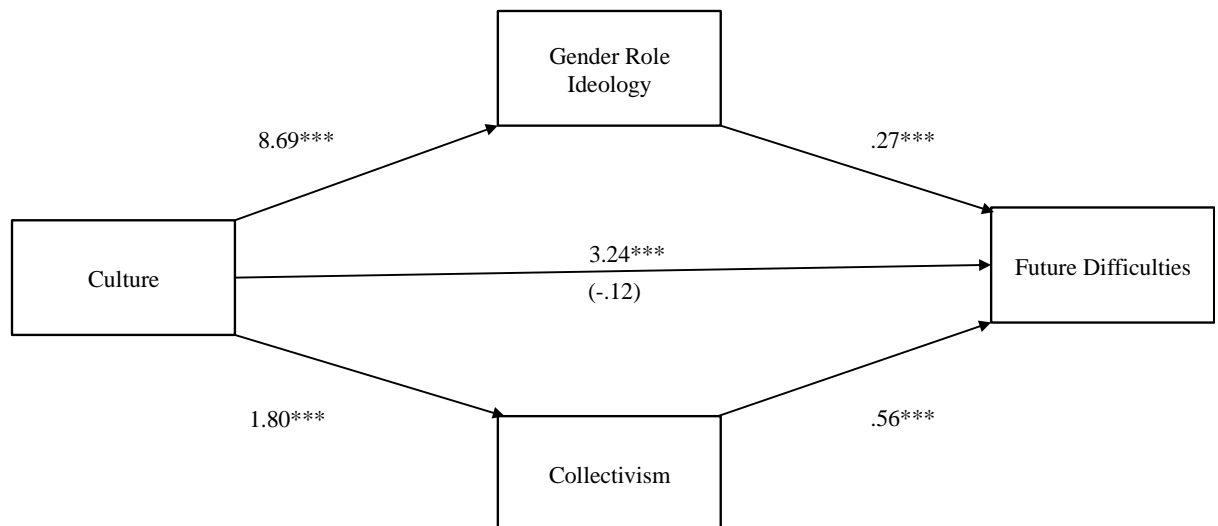 Gender Role
Ideology
8.69***
.27***
Culture
3.24***
(-.12)
Future Difficulties
1.80***
.56***
Collectivism